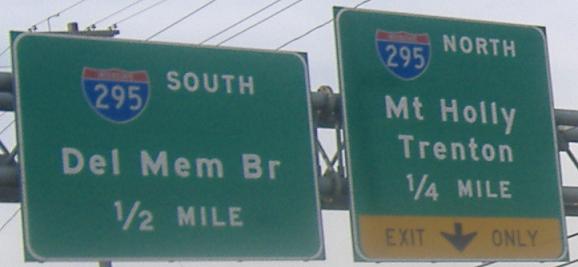 295 SOUTH
Del Mem Br
1/2 MILE
295 NORTH
Mt Holly
Trenton
1/4 MILE
EXIT ONLY